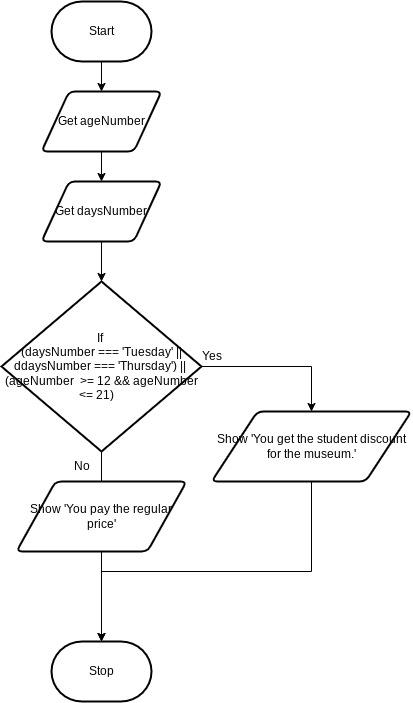 Start
Get ageNumber
Get daysNumber
If
(daysNumber === 'Tuesday' ||
ddaysNumber === 'Thursday') ||
(ageNumber  >= 12 && ageNumber
<= 21)
Yes
Show 'You get the student discount
for the museum.'
No
Show 'You pay the regular
price'
Stop